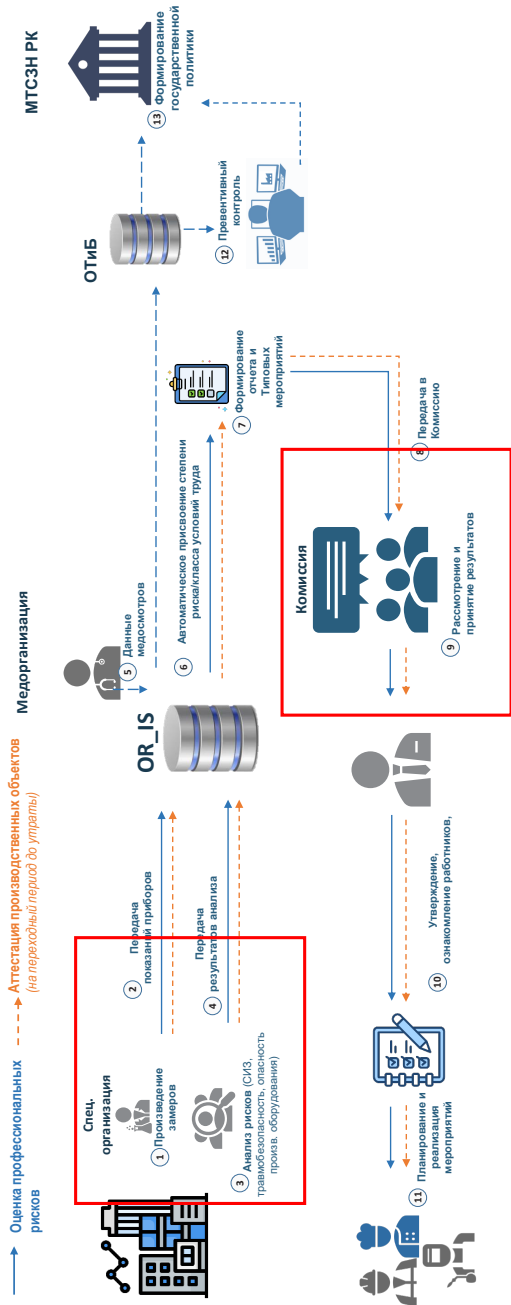 Оценка профессиональных
рисков
Аттестация производственных объектов
(на переходный период до утраты)
Спец.
организация
1 Произведение
замеров
2 Передача
показаний приборов
3 Анализ рисков (СИЗ,
травмобезопасность, опасность
произв. оборудования)
4 Передача
результатов анализа
OR_IS
Медорганизация
5 Данные
медосмотров
6 Автоматическое присвоение степени
риска/класса условий труда
7 Формирование
отчета и
Типовых
мероприятий
ОТиБ
12 Превентивный
контроль
МТСЗН РК
13 Формирование
государственной
политики
8 Передача в
Комиссию
Комиссия
9 Рассмотрение и
принятие результатов
10 Утверждение,
ознакомление работников,
11 Планирование и
реализация
мероприятий